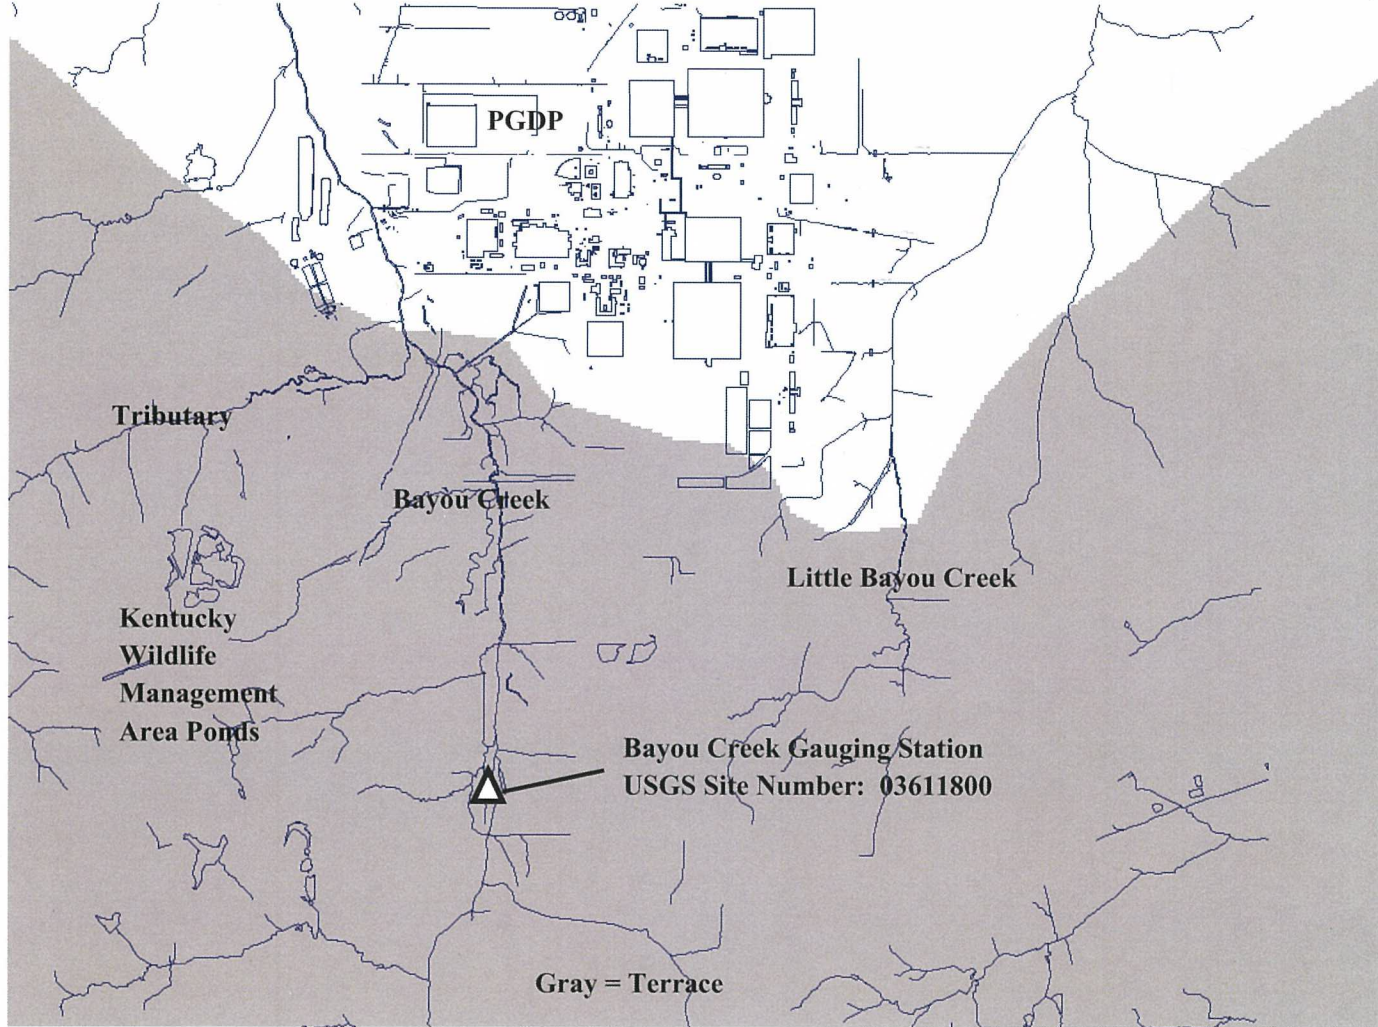 PGDP
Tributary
Bayou Creek
Little Bayou Creek
Kentucky
Wildlife
Management
Area Ponds
Bayou Creek Gauging Station
USGS Site Number: 03611800
Gray = Terrace